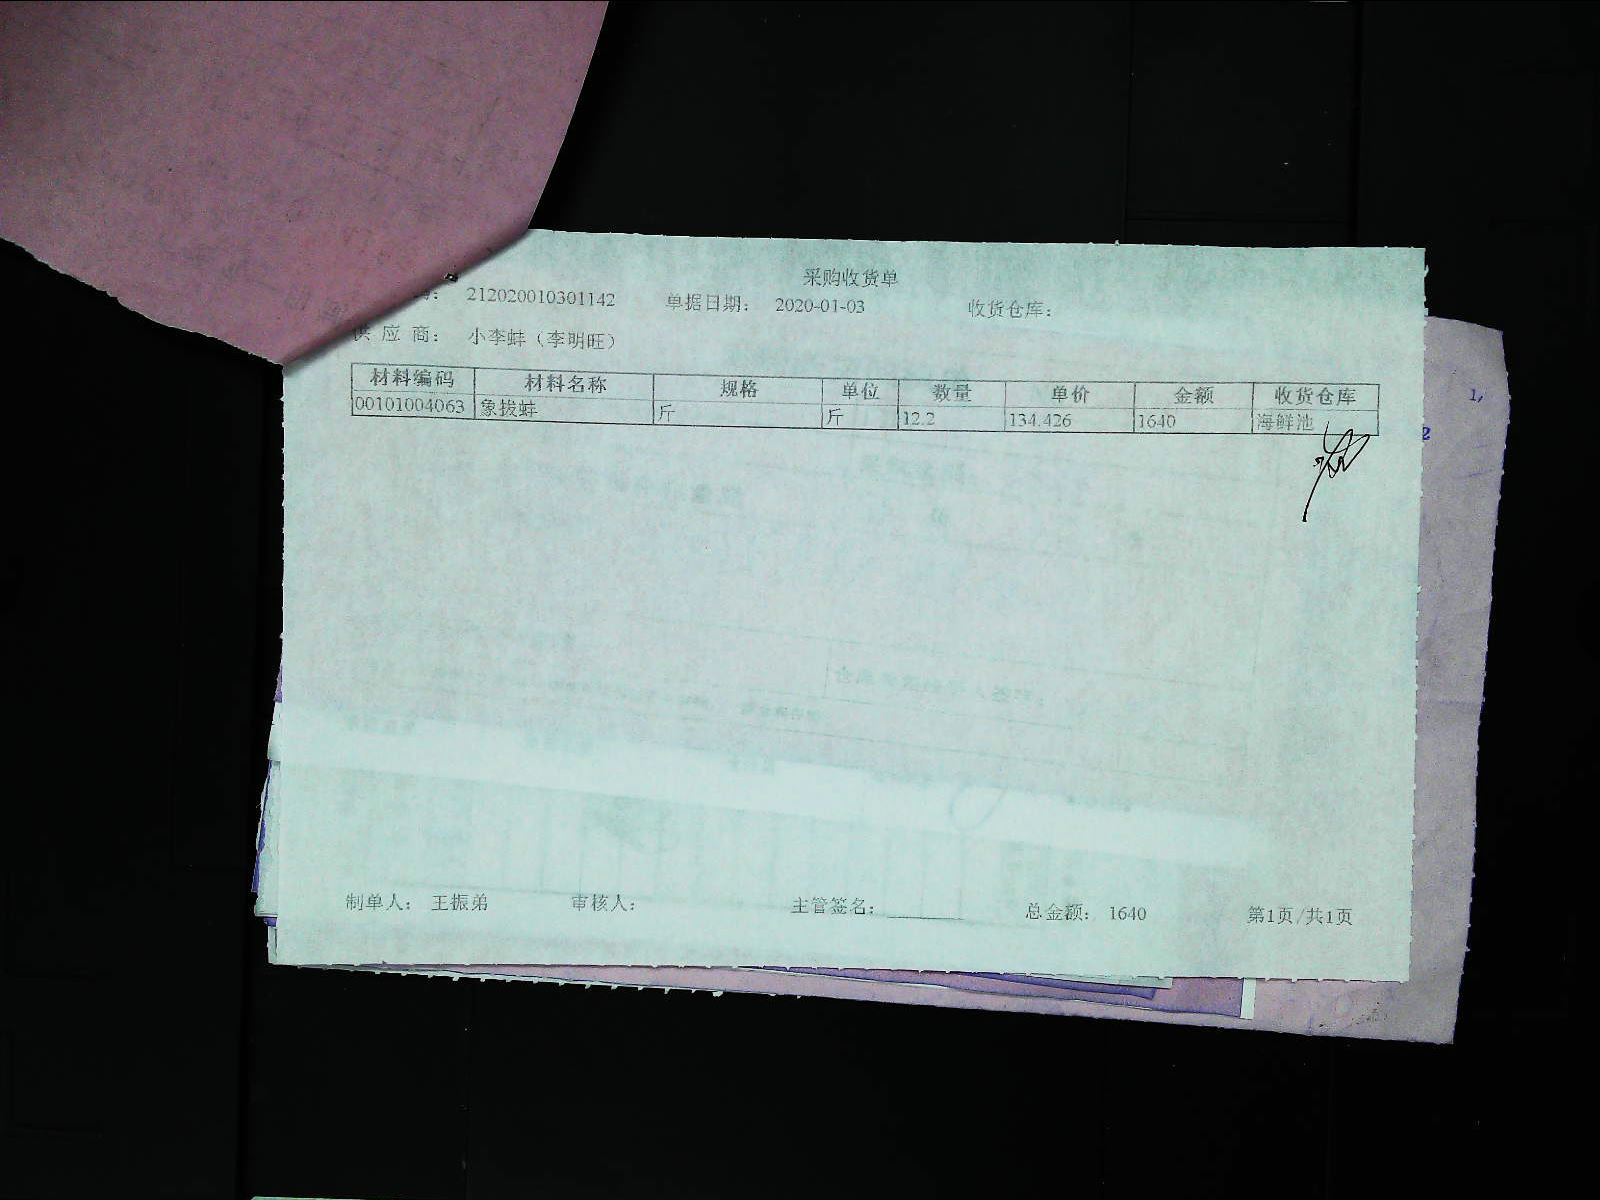 采购收货单
212020010301142 单据日期： 2020-01-03 收货仓库：
供 应 商： 小李蚌（李明旺）
材料编码 材料名称 规格 单位 数量 单价 金额 收货仓库
00101004063 象拔蚌 斤 斤 12.2 134.426 1640 海鲜池
制单人： 王振弟 审核人： 主管签名： 总金额： 1640 第1页/共1页